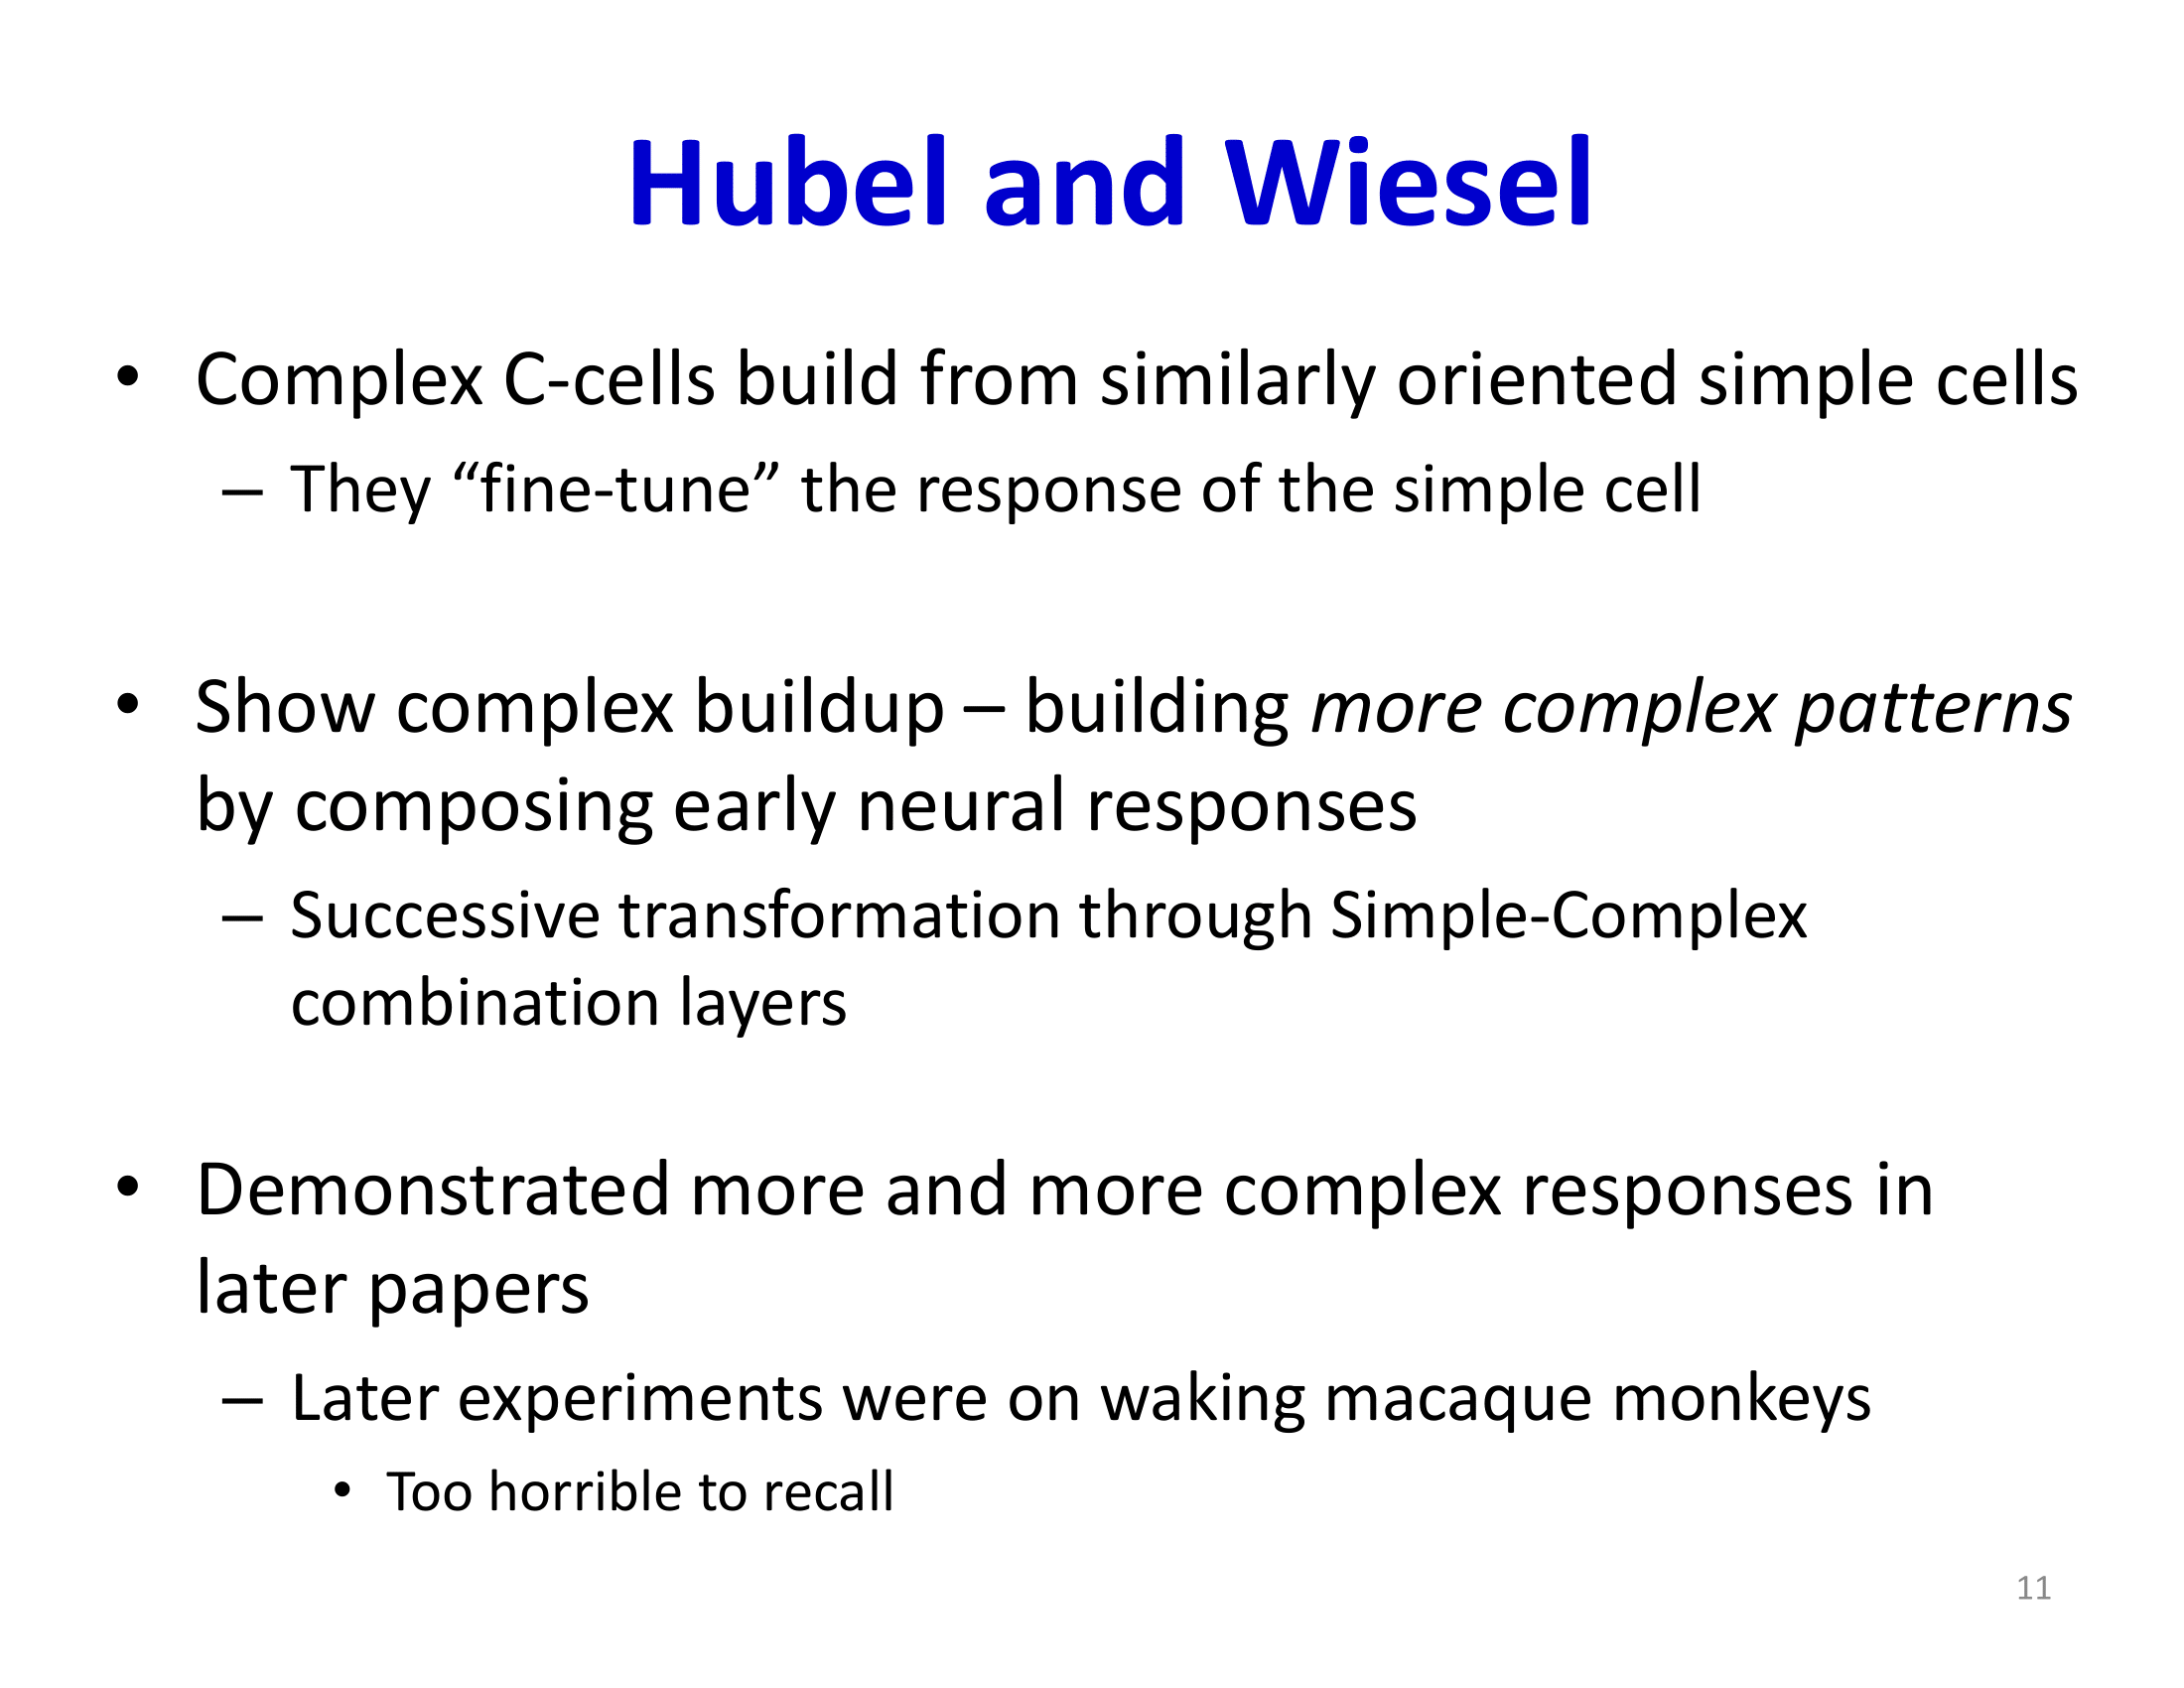 Hubel and Wiesel
• Complex C-cells build from similarly oriented simple cells
– They “fine-tune” the response of the simple cell
• Show complex buildup – building more complex patterns
by composing early neural responses
– Successive transformation through Simple-Complex
combination layers
• Demonstrated more and more complex responses in
later papers
– Later experiments were on waking macaque monkeys
• Too horrible to recall
11